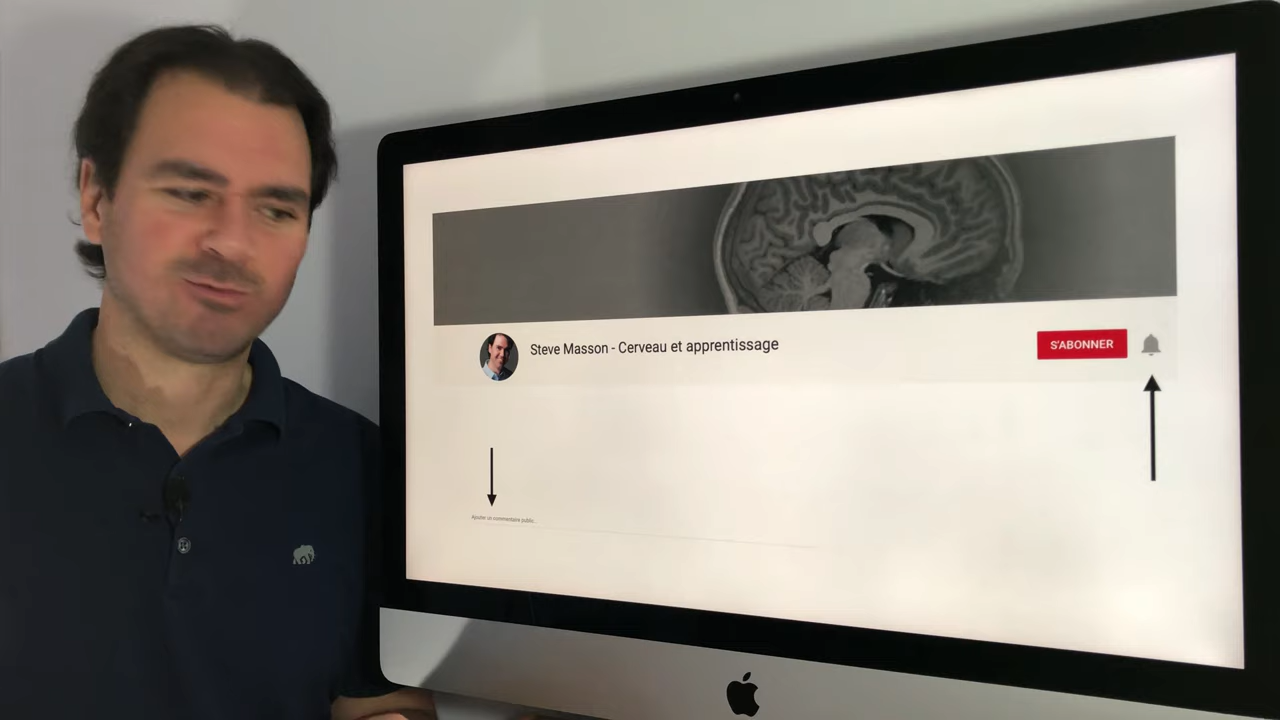 Steve Masson - Cerveau et apprentissage
S'ABONNER
Ajouter un commentaire public...